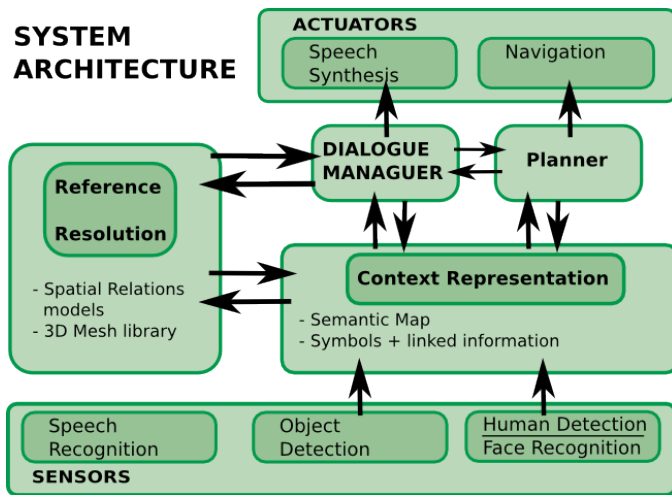 SYSTEM
ARCHITECTURE
ACTUATORS
Speech
Synthesis
Navigation
DIALOGUE
MANAGUER
Planner
Reference
Resolution
- Spatial Relations
models
- 3D Mesh library
Context Representation
- Semantic Map
- Symbols + linked information
Speech
Recognition
Object
Detection
Human Detection
Face Recognition
SENSORS